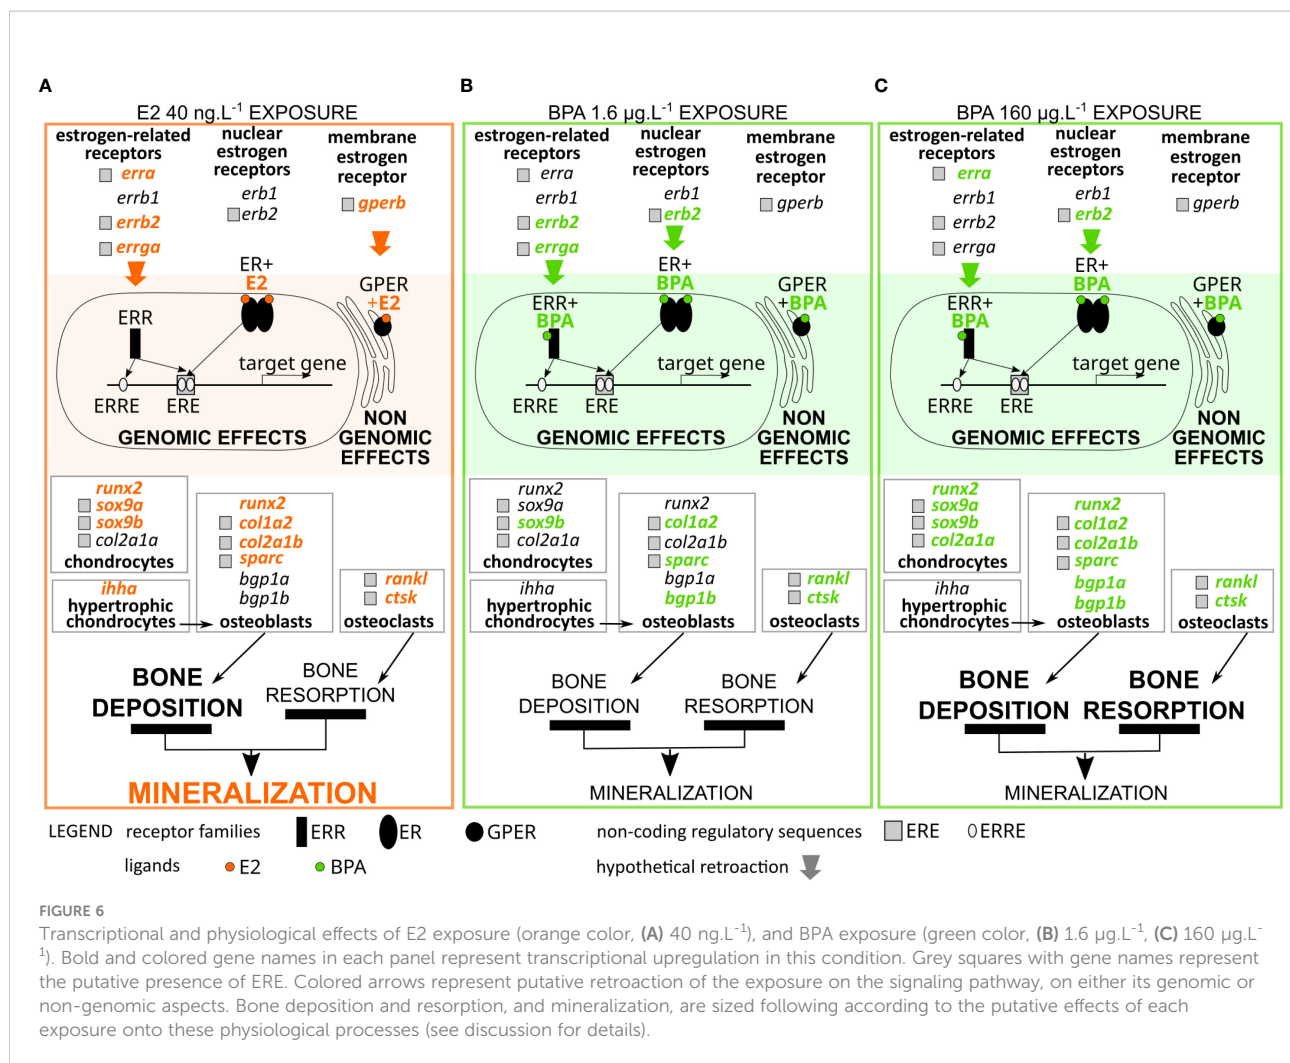 A
E2 40 ng.L-1 EXPOSURE
estrogen-related
receptors
erra
errb1
errb2
errga
nuclear
estrogen
receptors
erb1
erb2
membrane
estrogen
receptor
gperb
ER+
E2
GPER
+E2
ERR
target gene
ERRE
ERE
GENOMIC EFFECTS
NON
GENOMIC
EFFECTS
runx2
sox9a
sox9b
col2a1a
chondrocytes
ihha
hypertrophic
chondrocytes
runx2
col1a2
col2a1b
sparc
bgp1a
bgp1b
osteoblasts
rankl
ctsk
osteoclasts
BONE
DEPOSITION
BONE
RESORPTION
MINERALIZATION
B
BPA 1.6 µg.L-1 EXPOSURE
estrogen-related
receptors
erra
errb1
errb2
errga
nuclear
estrogen
receptors
erb1
erb2
membrane
estrogen
receptor
gperb
ER+
BPA
GPER
+BPA
ERR+
BPA
target gene
ERRE
ERE
GENOMIC EFFECTS
NON
GENOMIC
EFFECTS
runx2
sox9a
sox9b
col2a1a
chondrocytes
ihha
hypertrophic
chondrocytes
runx2
col1a2
col2a1b
sparc
bgp1a
bgp1b
osteoblasts
rankl
ctsk
osteoclasts
BONE
DEPOSITION
BONE
RESORPTION
MINERALIZATION
C
BPA 160 µg.L-1 EXPOSURE
estrogen-related
receptors
erra
errb1
errb2
errga
nuclear
estrogen
receptors
erb1
erb2
membrane
estrogen
receptor
gperb
ER+
BPA
GPER
+BPA
ERR+
BPA
target gene
ERRE
ERE
GENOMIC EFFECTS
NON
GENOMIC
EFFECTS
runx2
sox9a
sox9b
col2a1a
chondrocytes
ihha
hypertrophic
chondrocytes
runx2
col1a2
col2a1b
sparc
bgp1a
bgp1b
osteoblasts
rankl
ctsk
osteoclasts
BONE
DEPOSITION
BONE
RESORPTION
MINERALIZATION
LEGEND receptor families ERR ER GPER non-coding regulatory sequences ERE ERRE
ligands E2 BPA hypothetical retroaction
FIGURE 6
Transcriptional and physiological effects of E2 exposure (orange color, (A) 40 ng.L-1), and BPA exposure (green color, (B) 1.6 µg.L-1, (C) 160 µg.L-
1). Bold and colored gene names in each panel represent transcriptional upregulation in this condition. Grey squares with gene names represent
the putative presence of ERE. Colored arrows represent putative retroaction of the exposure on the signaling pathway, on either its genomic or
non-genomic aspects. Bone deposition and resorption, and mineralization, are sized following according to the putative effects of each
exposure onto these physiological processes (see discussion for details).